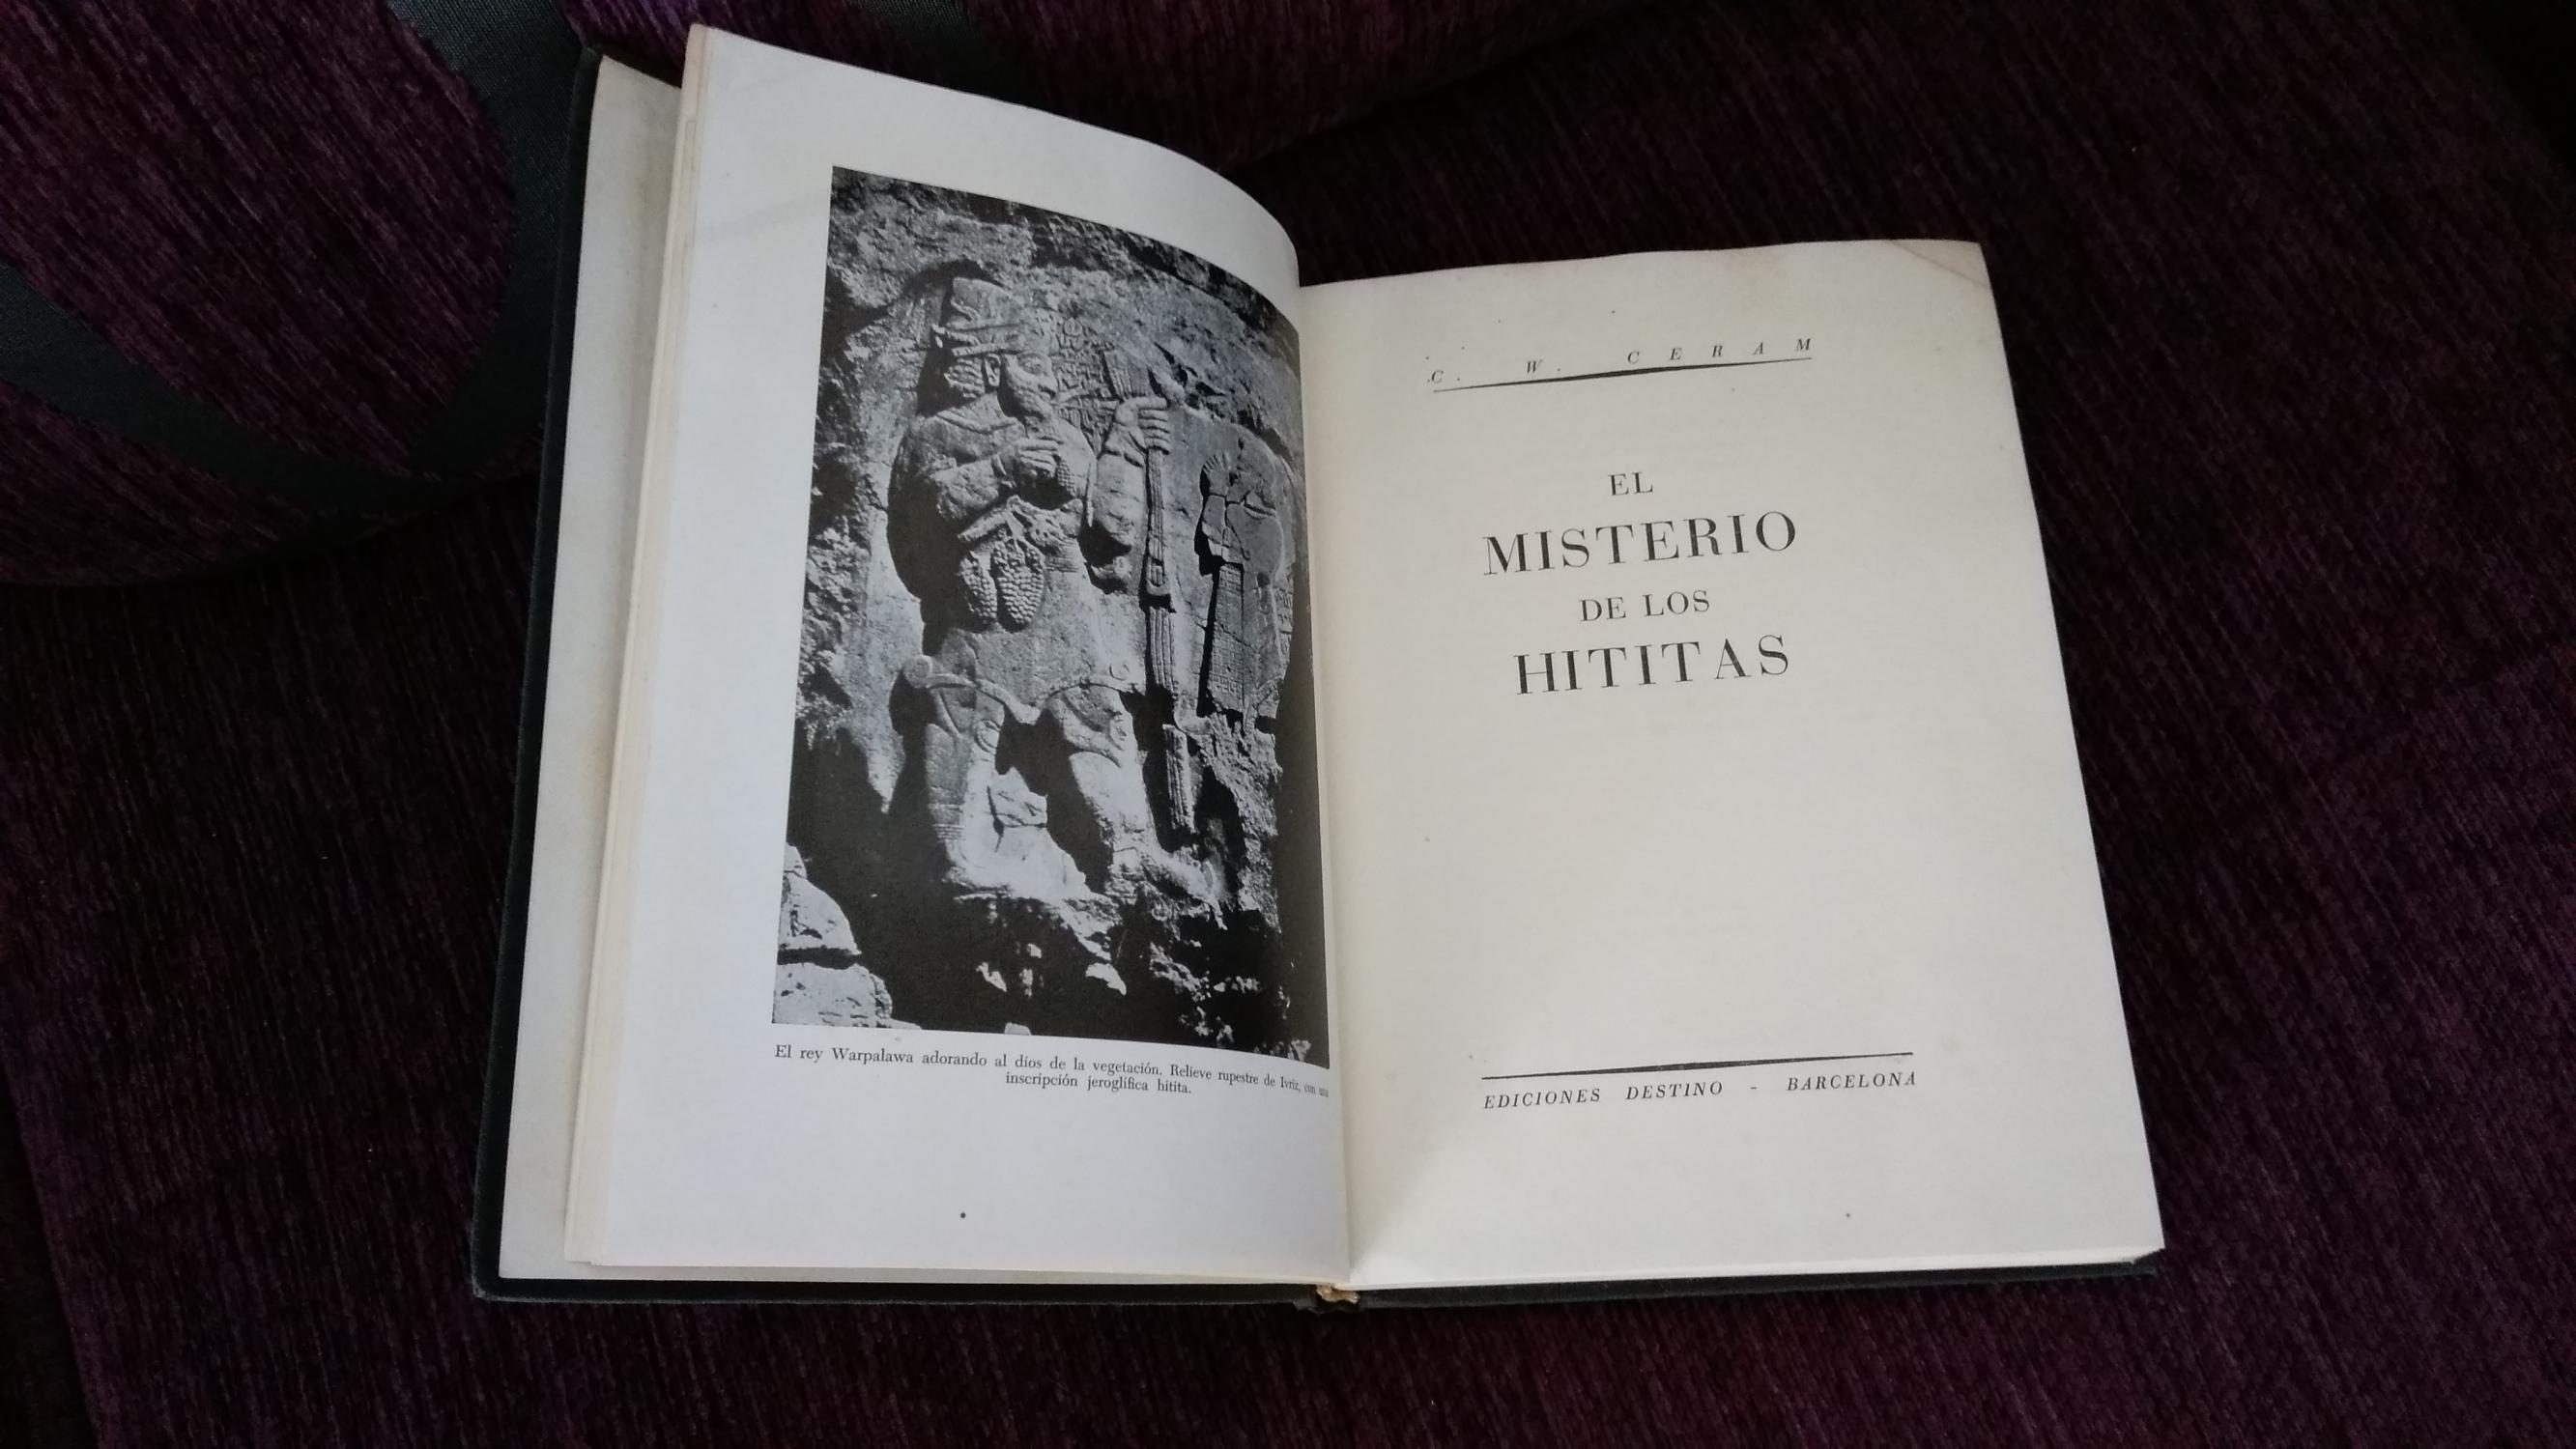 El rey Warpalawa adorando al dios de la vegetación. Relieve rupestre de Ivriz, con una
inscripción jeroglífica hitita.
C. W. CERAM
EL
MISTERIO
DE LOS
HITITAS
EDICIONES DESTINO - BARCELONA